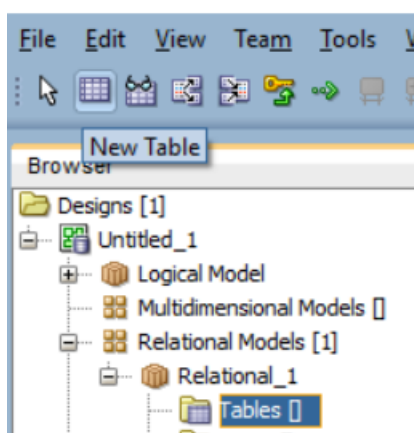 File Edit View Team Tools
New Table
Browser
Designs [1]
Untitled_1
Logical Model
Multidimensional Models []
Relational Models [1]
Relational_1
Tables []